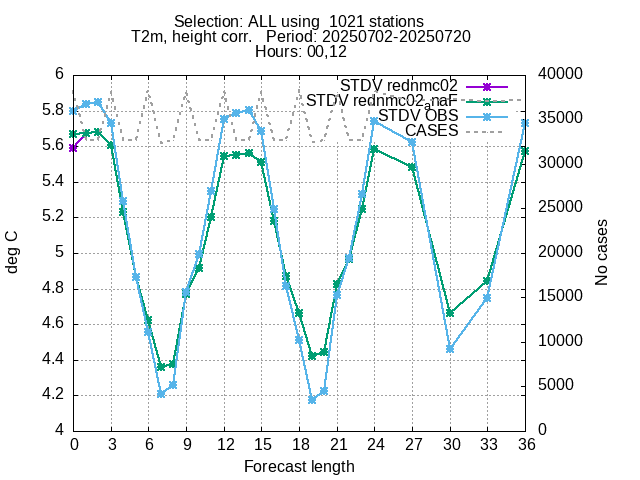 Selection: ALL using  1021 stations
T2m, height corr.   Period: 20250702-20250720
Hours: 00,12
STDV rednmc02
STDV rednmc02_anaF
STDV OBS
CASES
6
5.8
5.6
5.4
5.2
5
4.8
4.6
4.4
4.2
4
40000
35000
30000
25000
20000
15000
10000
5000
0
deg C
No cases
0 3 6 9 12 15 18 21 24 27 30 33 36
Forecast length